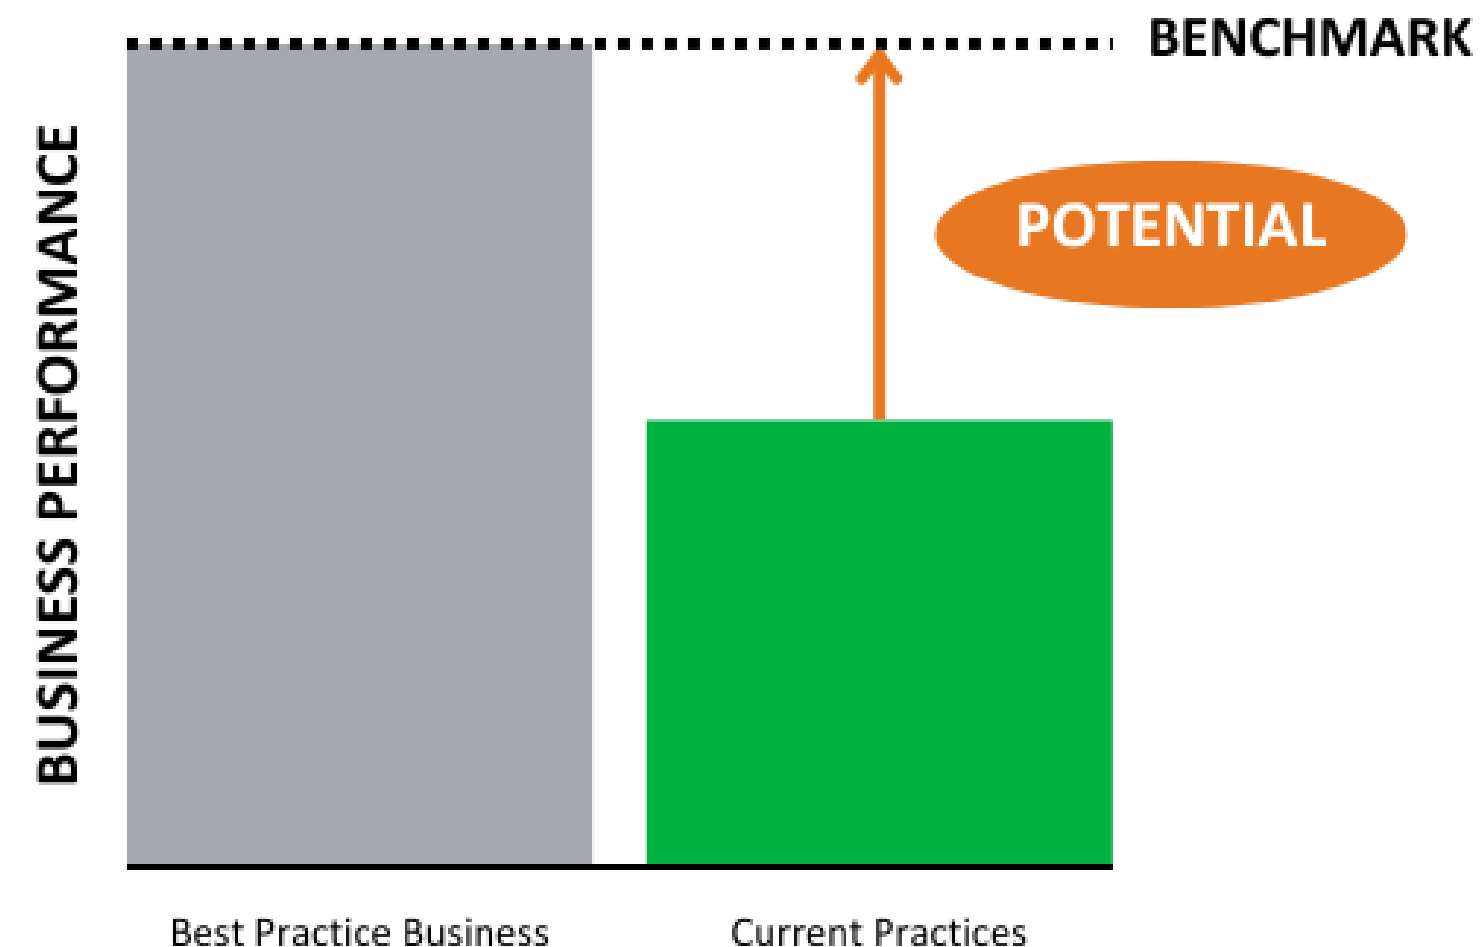 BENCHMARK
POTENTIAL
BUSINESS PERFORMANCE
Best Practice Business
Current Practices